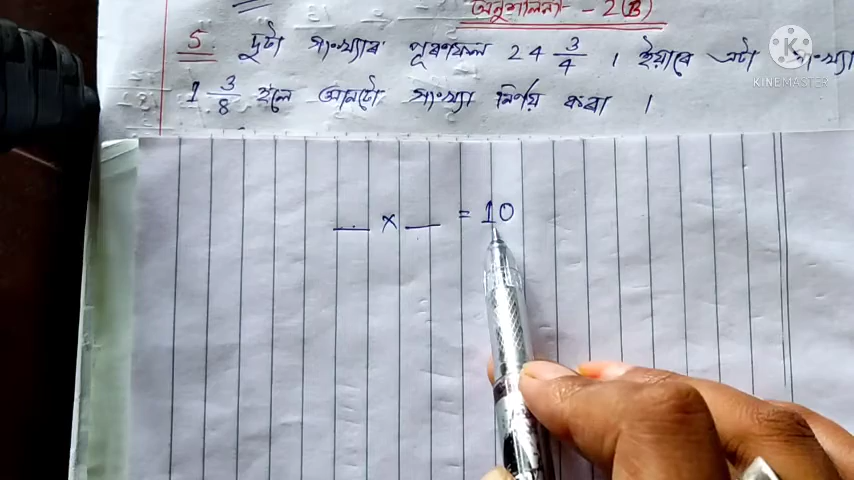 অনুশীলনী - 2 (B)
5. দুটা সংখ্যাৰ পূৰণফল 24 3/4 । ইয়াৰে এটা সংখ্যা
1 3/8 হলে আনটো সংখ্যা নিৰ্ণয় কৰা ।
__ × __ = 10
KINEMASTER